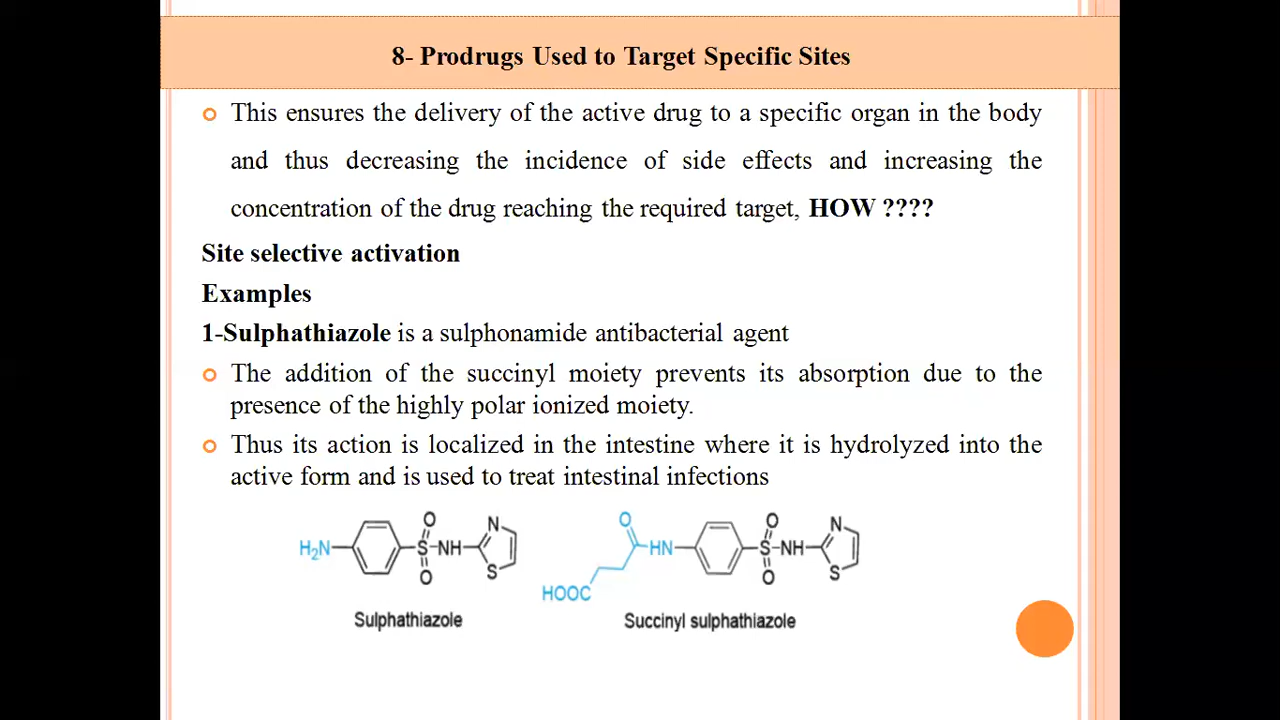 8- Prodrugs Used to Target Specific Sites
This ensures the delivery of the active drug to a specific organ in the body
and thus decreasing the incidence of side effects and increasing the
concentration of the drug reaching the required target, HOW ????
Site selective activation
Examples
1-Sulphathiazole is a sulphonamide antibacterial agent
The addition of the succinyl moiety prevents its absorption due to the
presence of the highly polar ionized moiety.
Thus its action is localized in the intestine where it is hydrolyzed into the
active form and is used to treat intestinal infections
H₂N O S O NH N S
O HN HOOC O S O NH N S
Sulphathiazole
Succinyl sulphathiazole